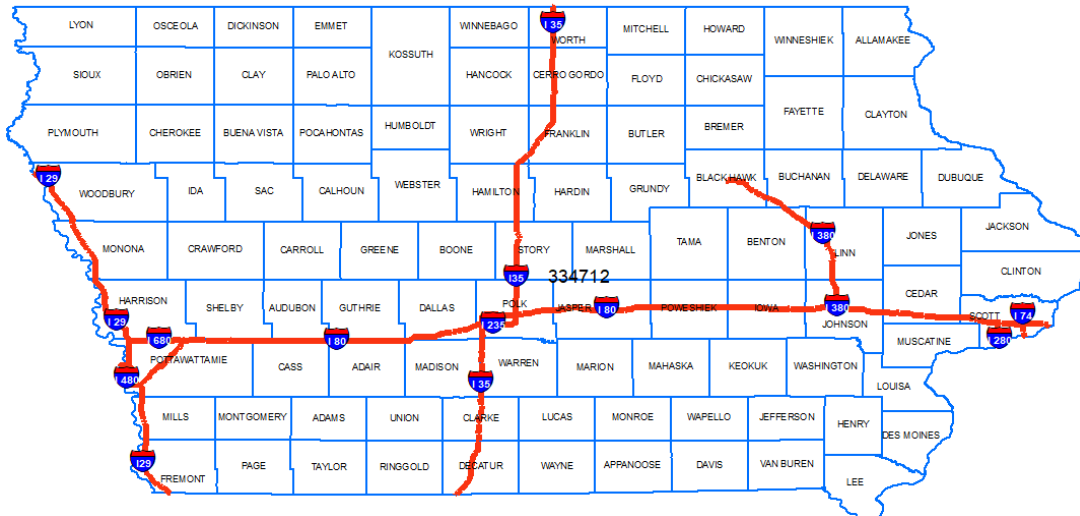 LYON OSCEOLA DICKINSON EMMET WINNEBAGO I 35 WORTH MITCHELL HOWARD WINNESHIEK ALLAMAKEE
KOSSUTH
SIOUX OBRIEN CLAY PALO ALTO HANCOCK CERRO GORDO FLOYD CHICKASAW
FAYETTE CLAYTON
PLYMOUTH CHEROKEE BUENA VISTA POCAHONTAS HUMBOLDT WRIGHT FRANKLIN BUTLER BREMER
I 29 WOODBURY IDA SAC CALHOUN WEBSTER HAMILTON HARDIN GRUNDY BLACK HAWK BUCHANAN DELAWARE DUBUQUE
MONONA CRAWFORD CARROLL GREENE BOONE STORY MARSHALL TAMA BENTON I 380 LINN JONES JACKSON
I35 334712 CLINTON
HARRISON SHELBY AUDUBON GUTHRIE DALLAS POLK JASPER I 80 POWESHIEK IOWA I 380 CEDAR
I 29 I 235 JOHNSON SCOTT I 74
I 680 I 80 MUSCATINE I 280
POTTAWATTAMIE CASS ADAIR MADISON WARREN MARION MAHASKA KEOKUK WASHINGTON
I 480 I 35 LOUISA
MILLS MONTGOMERY ADAMS UNION CLARKE LUCAS MONROE WAPELLO JEFFERSON HENRY
DES MOINES
I29 FREMONT PAGE TAYLOR RINGGOLD DECATUR WAYNE APPANOOSE DAVIS VAN BUREN
LEE